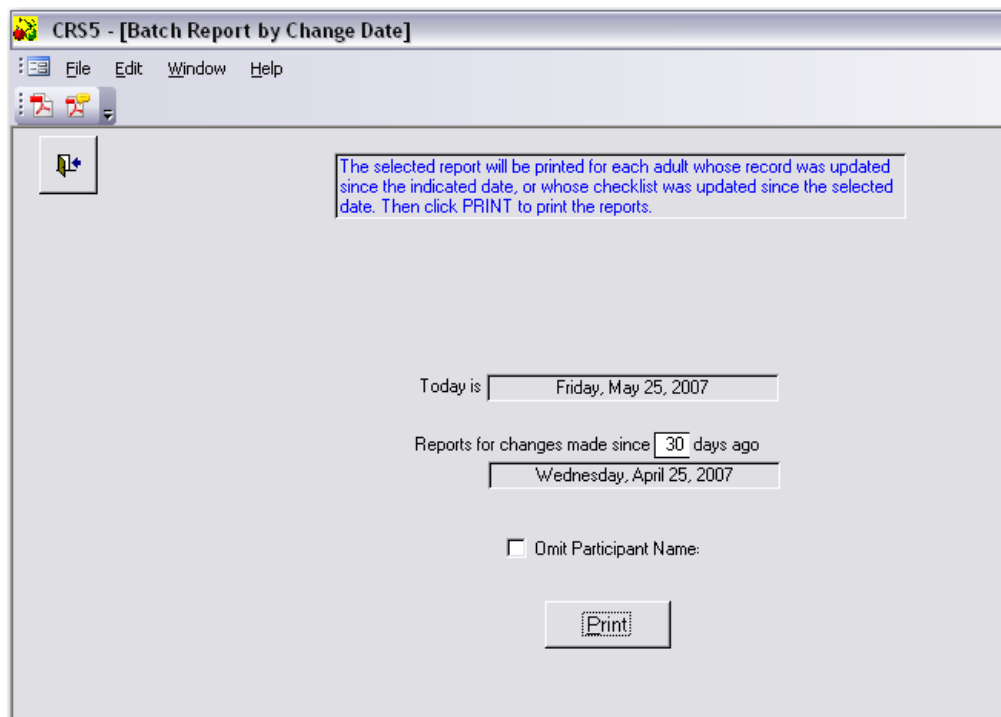 CRS5 - [Batch Report by Change Date]
File Edit Window Help
The selected report will be printed for each adult whose record was updated
since the indicated date, or whose checklist was updated since the selected
date. Then click PRINT to print the reports.
Today is Friday, May 25, 2007
Reports for changes made since 30 days ago
Wednesday, April 25, 2007
Omit Participant Name:
Print